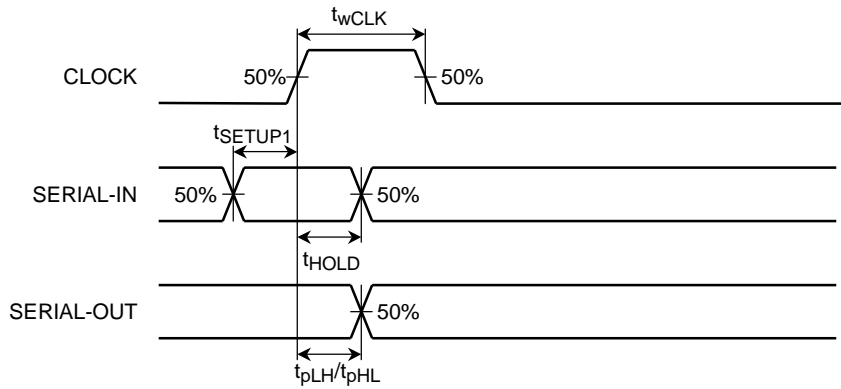 twCLK
CLOCK 50% 50%
tSETUP1
SERIAL-IN 50% 50%
tHOLD
SERIAL-OUT 50%
tpLH/tpHL